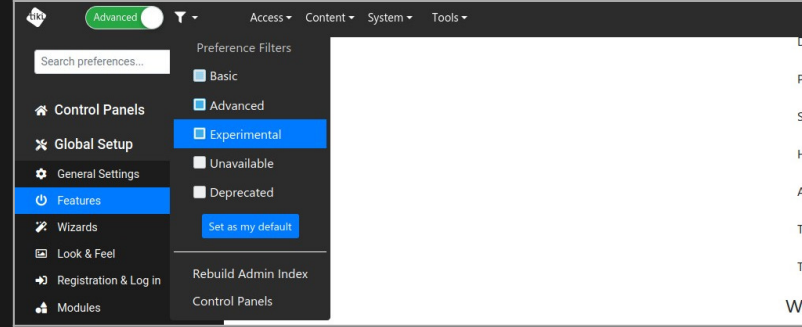 tiki Advanced Access Content System Tools
Search preferences...
Preference Filters
Basic
Advanced
Experimental
Unavailable
Deprecated
Set as my default
Rebuild Admin Index
Control Panels
Control Panels
Global Setup
General Settings
Features
Wizards
Look & Feel
Registration & Log in
Modules
P
S
H
A
T
T
W